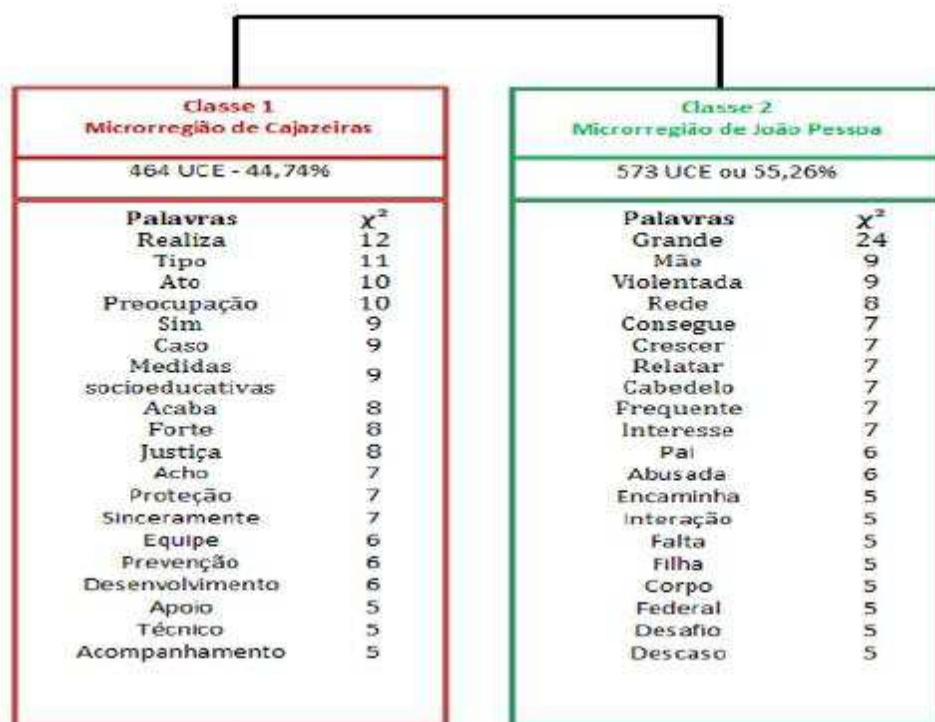 Classe 1
Microrregião de Cajazeiras
464 UCE - 44,74%
Palavras χ²
Realiza 12
Tipo 11
Ato 10
Preocupação 10
Sim 9
Caso 9
Medidas
socioeducativas 9
Acaba 8
Forte 8
Justiça 8
Acho 7
Proteção 7
Sinceramente 7
Equipe 6
Prevenção 6
Desenvolvimento 6
Apoio 5
Técnico 5
Acompanhamento 5
Classe 2
Microrregião de João Pessoa
573 UCE ou 55,26%
Palavras χ²
Grande 24
Mãe 9
Violentada 9
Rede 8
Consegue 7
Crescer 7
Relatar 7
Cabedelo 7
Frequente 7
Interesse 7
Pai 6
Abusada 6
Encaminha 5
Interação 5
Falta 5
Filha 5
Corpo 5
Federal 5
Desafio 5
Descaso 5